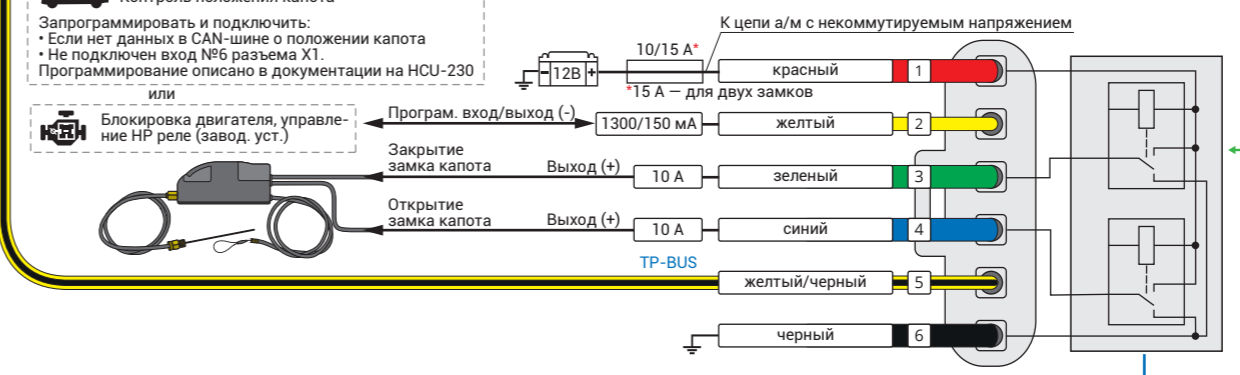 Контроль положения капота
Запрограммировать и подключить:
• Если нет данных в CAN-шине о положении капота
• Не подключен вход №6 разъема X1.
Программирование описано в документации на HCU-230
или
Блокировка двигателя, управле-
ние НР реле (завод. уст.)
К цепи а/м с некоммутируемым напряжением
10/15 А*
- 12В +
*15 А — для двух замков
красный 1
Програм. вход/выход (-)
1300/150 мА
желтый 2
Закрытие
замка капота
Выход (+)
10 А
зеленый 3
Открытие
замка капота
Выход (+)
10 А
синий 4
TP-BUS
желтый/черный 5
черный 6